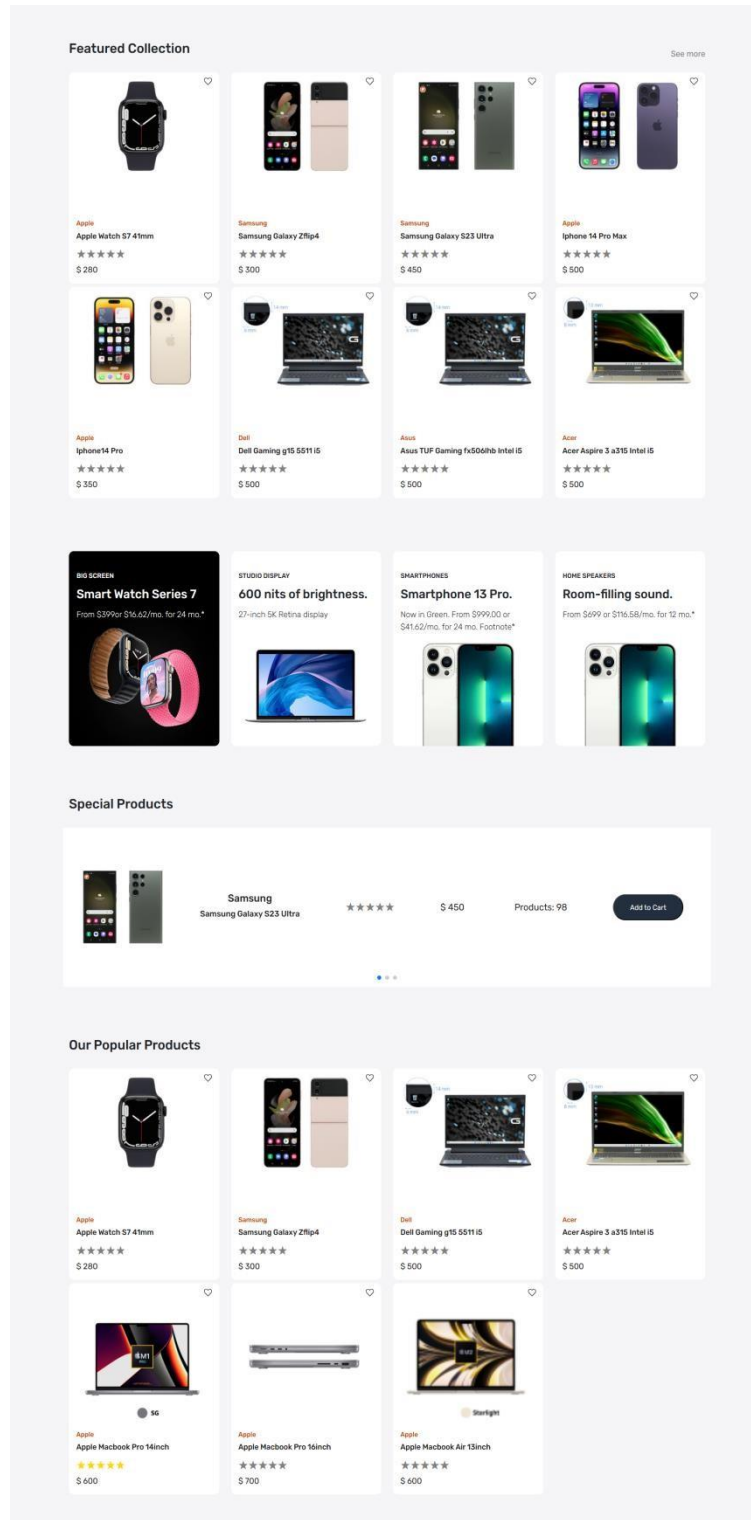 Featured Collection
See more
Apple
Apple Watch S7 41mm
$ 280
Samsung
Samsung Galaxy Zflip4
$ 300
Samsung
Samsung Galaxy S23 Ultra
$ 450
Apple
Iphone 14 Pro Max
$ 500
Apple
Iphone14 Pro
$ 350
Dell
Dell Gaming g15 5511 i5
$ 500
Asus
Asus TUF Gaming fx506lhb Intel i5
$ 500
Acer
Acer Aspire 3 a315 Intel i5
$ 500
BIG SCREEN
Smart Watch Series 7
From $399or $16.62/mo. for 24 mo.*
STUDIO DISPLAY
600 nits of brightness.
27-inch 5K Retina display
SMARTPHONES
Smartphone 13 Pro.
Now in Green. From $999.00 or
$41.62/mo. for 24 mo. Footnote*
HOME SPEAKERS
Room-filling sound.
From $699 or $116.58/mo. for 12 mo.*
Special Products
Samsung
Samsung Galaxy S23 Ultra
$ 450
Products: 98
Add to Cart
Our Popular Products
Apple
Apple Watch S7 41mm
$ 280
Samsung
Samsung Galaxy Zflip4
$ 300
Dell
Dell Gaming g15 5511 i5
$ 500
Acer
Acer Aspire 3 a315 Intel i5
$ 500
M1
SG
Apple
Apple Macbook Pro 14inch
$ 600
Apple
Apple Macbook Pro 16inch
$ 700
M2
Starlight
Apple
Apple Macbook Air 13inch
$ 600